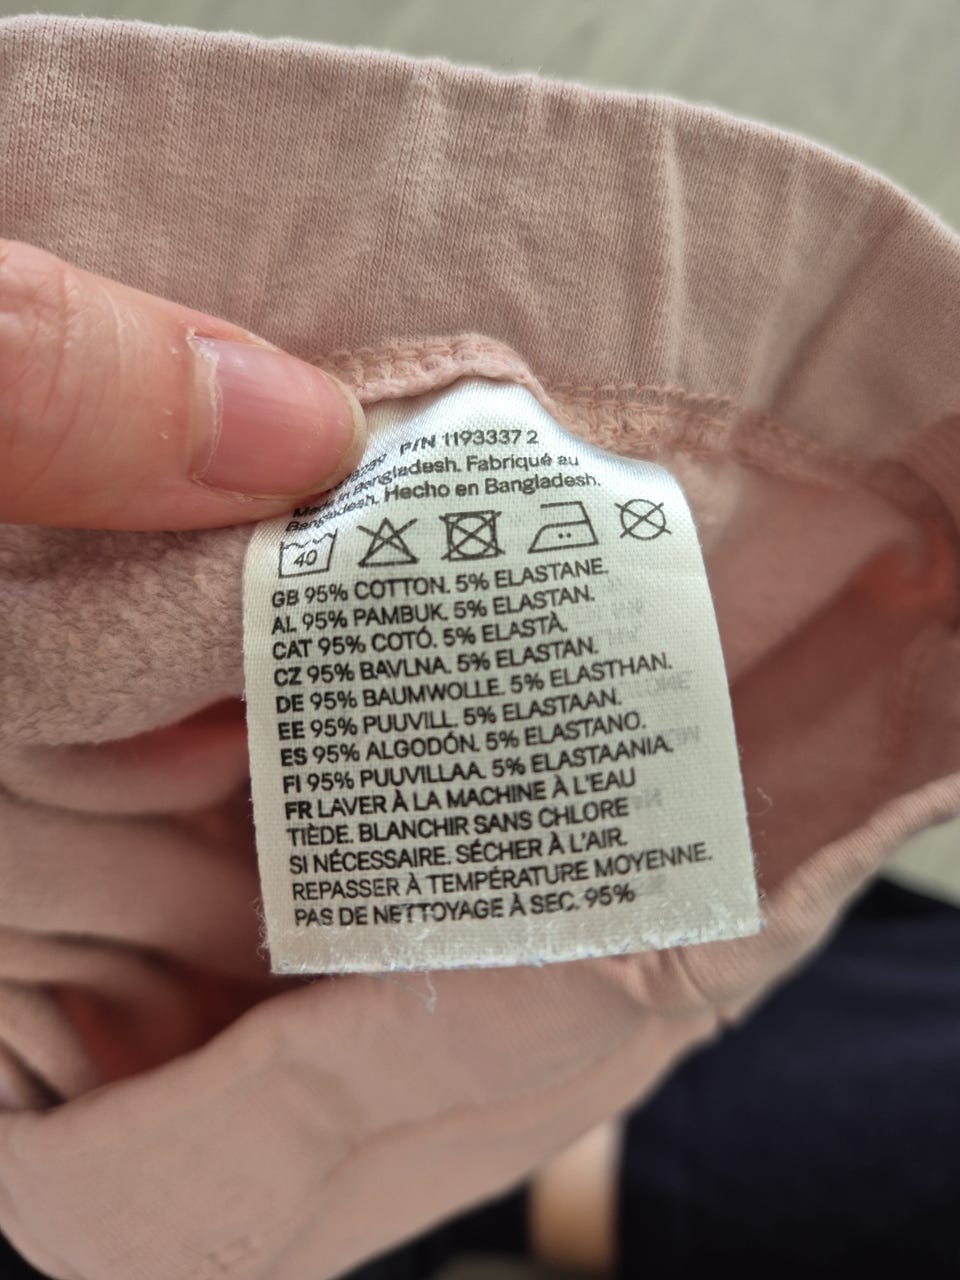 P/N 1193337 2
Made in Bangladesh. Fabriqué au
Bangladesh. Hecho en Bangladesh.
40
GB 95% COTTON. 5% ELASTANE.
AL 95% PAMBUK. 5% ELASTAN.
CAT 95% COTÓ. 5% ELASTÀ.
CZ 95% BAVLNA. 5% ELASTAN.
DE 95% BAUMWOLLE. 5% ELASTHAN.
EE 95% PUUVILL. 5% ELASTAAN.
ES 95% ALGODÓN. 5% ELASTANO.
FI 95% PUUVILLAA. 5% ELASTAANIA.
FR LAVER À LA MACHINE À L'EAU
TIÈDE. BLANCHIR SANS CHLORE
SI NÉCESSAIRE. SÉCHER À L'AIR.
REPASSER À TEMPÉRATURE MOYENNE.
PAS DE NETTOYAGE À SEC. 95%